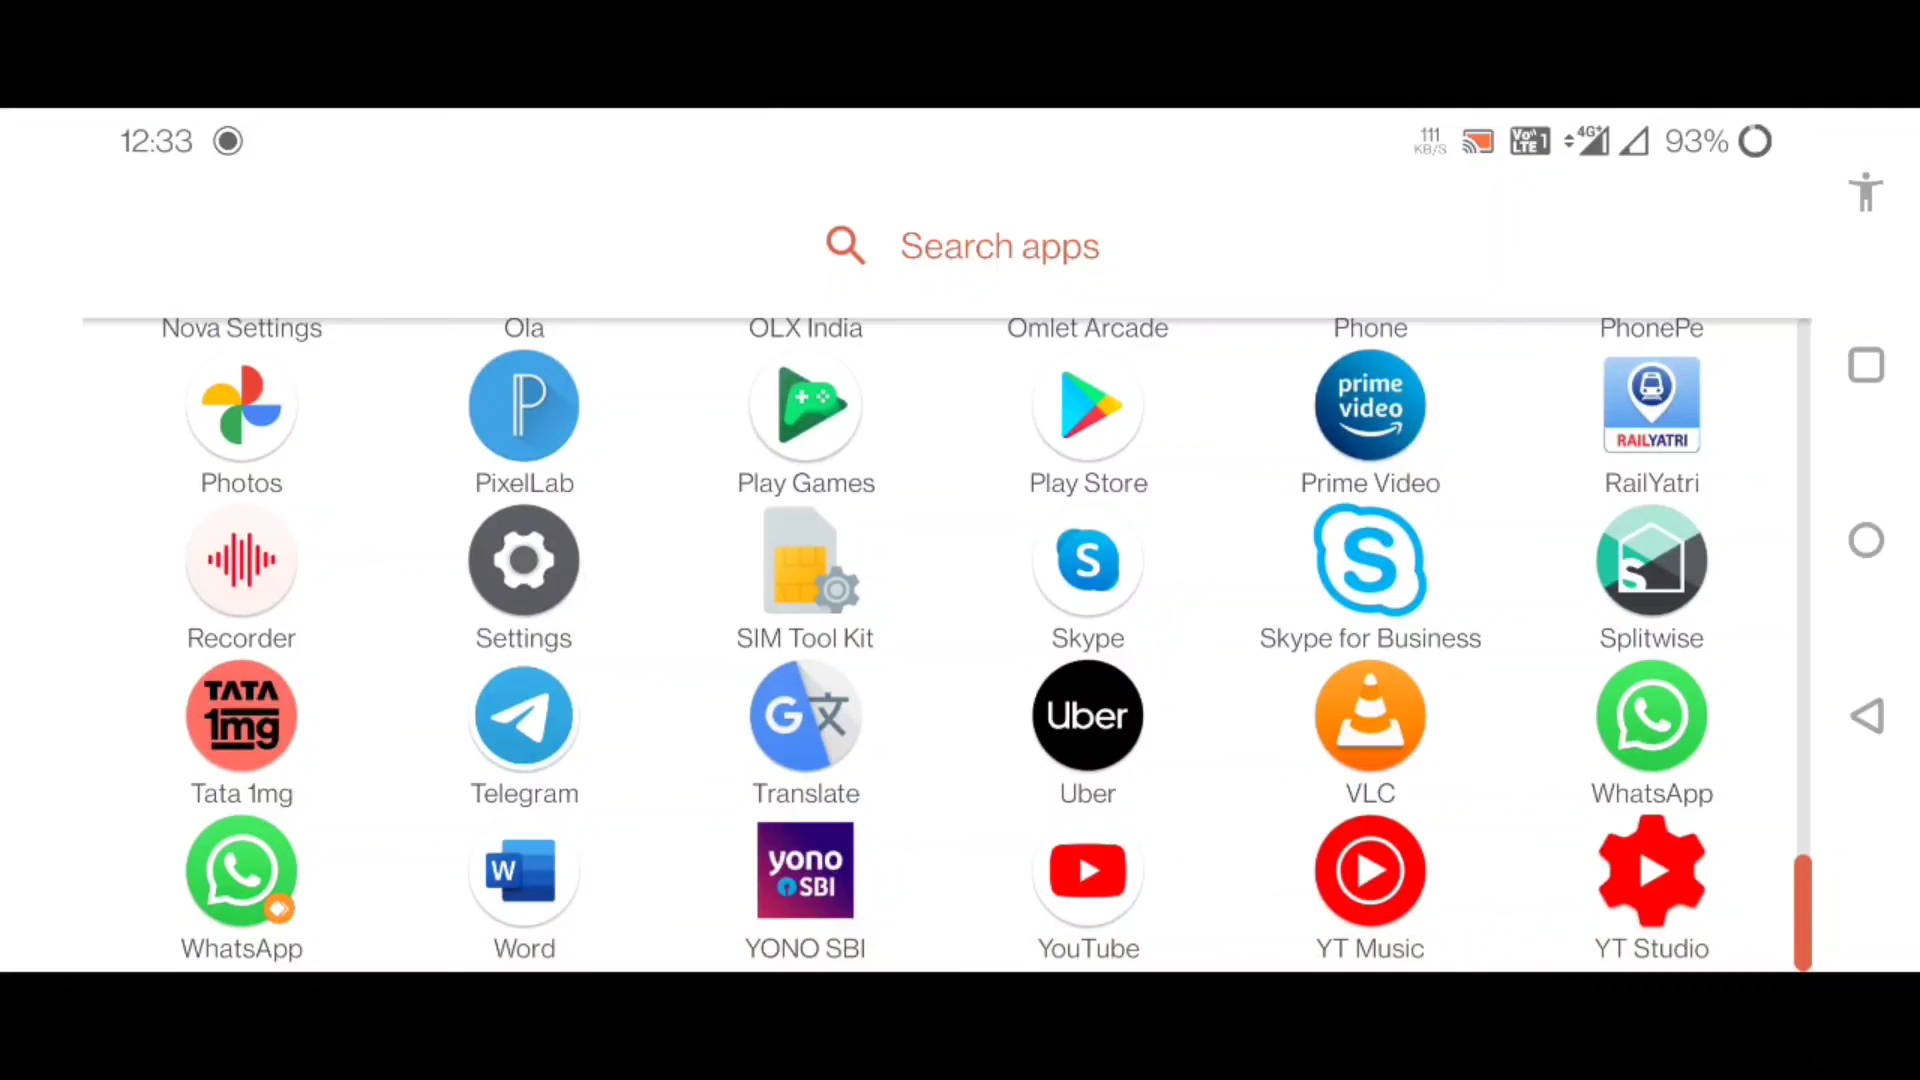 12:33
111
KB/S
Vo))
LTE 1
4G+
93%
Search apps
Nova Settings Ola OLX India Omlet Arcade Phone PhonePe
prime
video
RAILYATRI
Photos PixelLab Play Games Play Store Prime Video RailYatri
Recorder Settings SIM Tool Kit Skype Skype for Business Splitwise
TATA
1mg
Uber
Tata 1mg Telegram Translate Uber VLC WhatsApp
yono
SBI
WhatsApp Word YONO SBI YouTube YT Music YT Studio